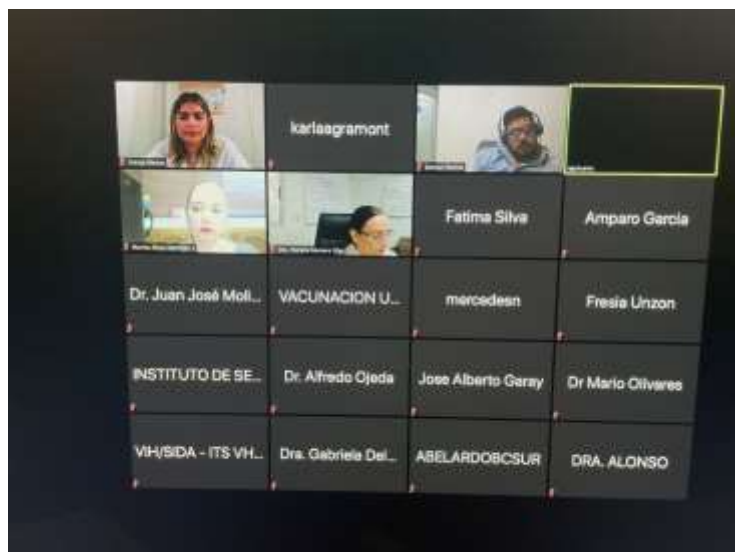 karlaagramont
Fatima Silva
Amparo Garcia
Dr. Juan José Moli...
VACUNACION U...
mercedesn
Fresia Unzon
INSTITUTO DE SE...
Dr. Alfredo Ojeda
Jose Alberto Garay
Dr Mario Olivares
VIH/SIDA - ITS VH...
Dra. Gabriela Del...
ABELARDOBCSUR
DRA. ALONSO